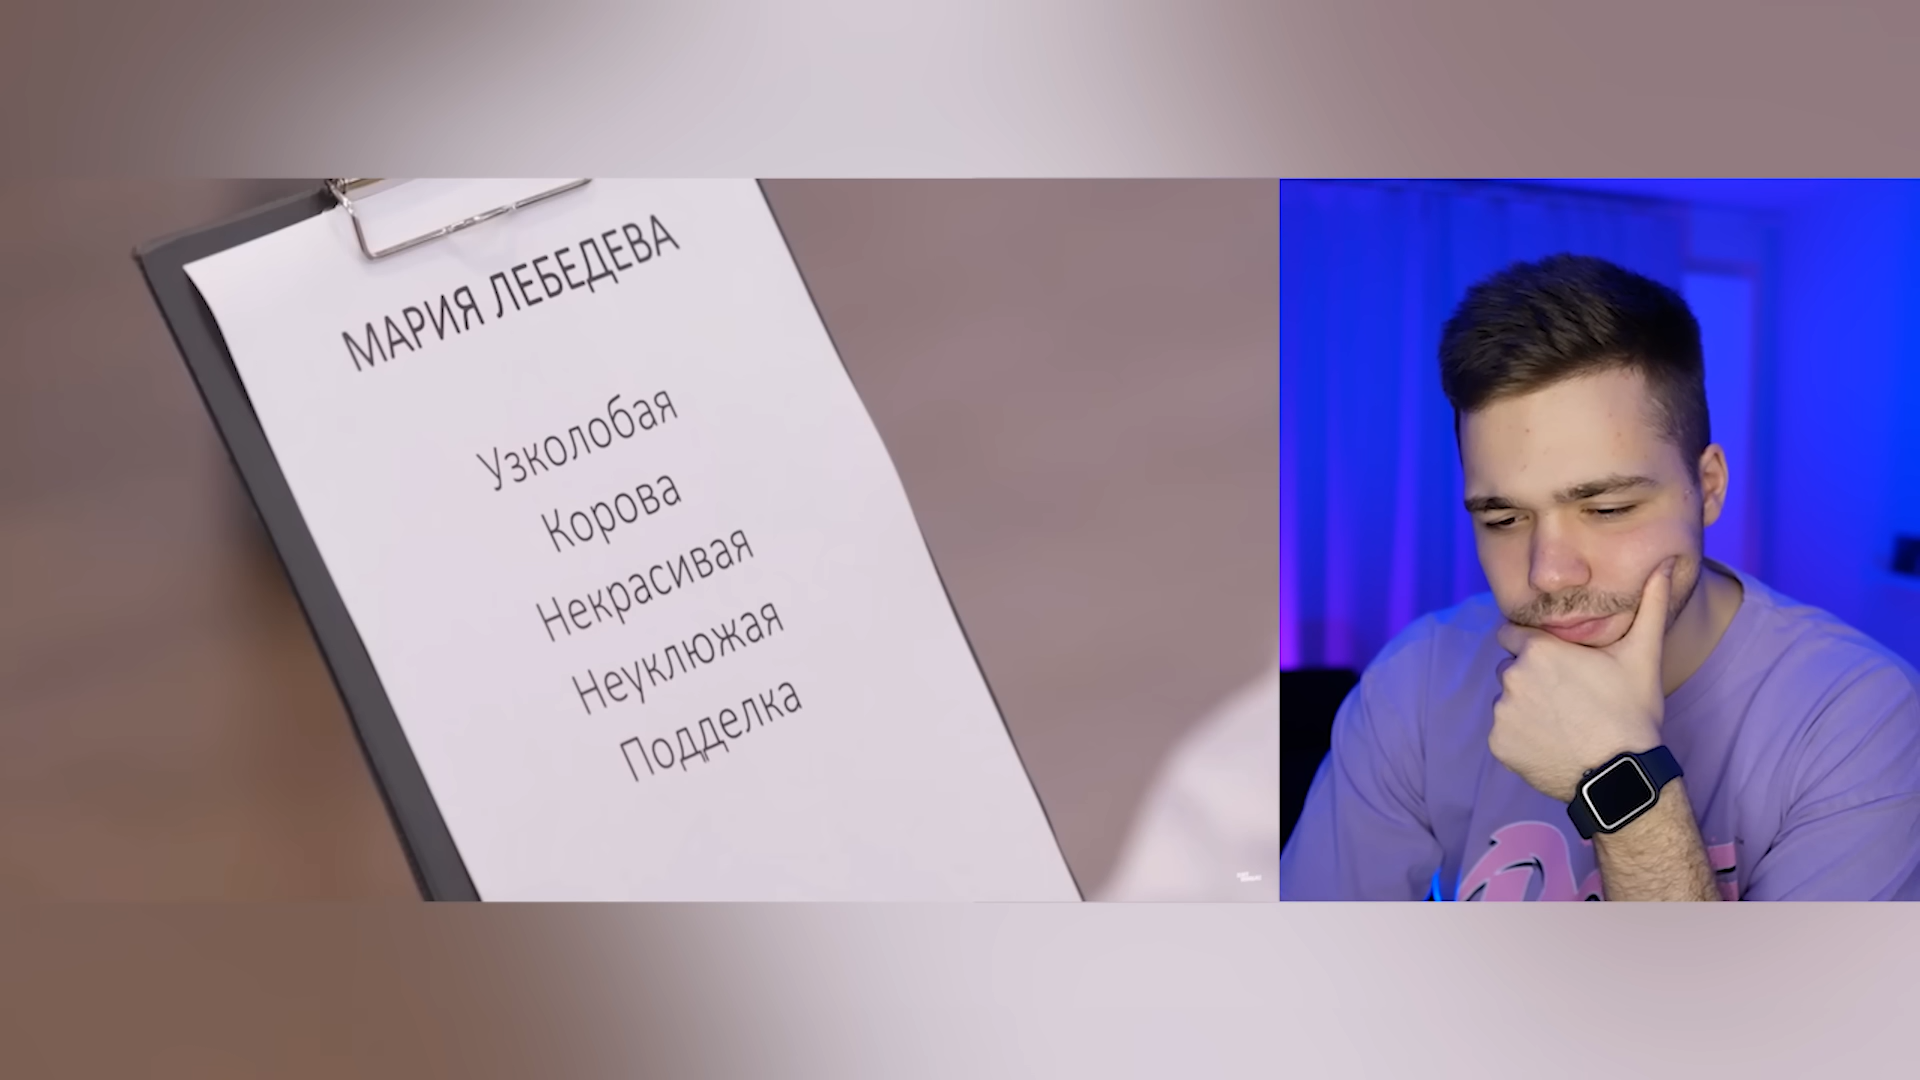 МАРИЯ ЛЕБЕДЕВА
Узколобая
Корова
Некрасивая
Неуклюжая
Подделка